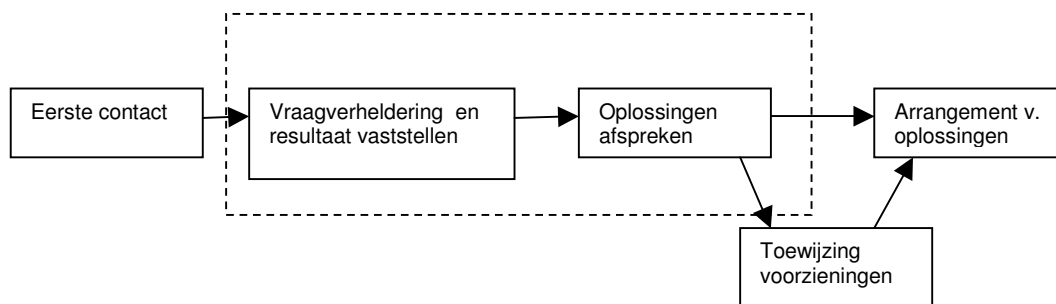 Eerste contact
Vraagverheldering en
resultaat vaststellen
Oplossingen
afspreken
Arrangement v.
oplossingen
Toewijzing
voorzieningen